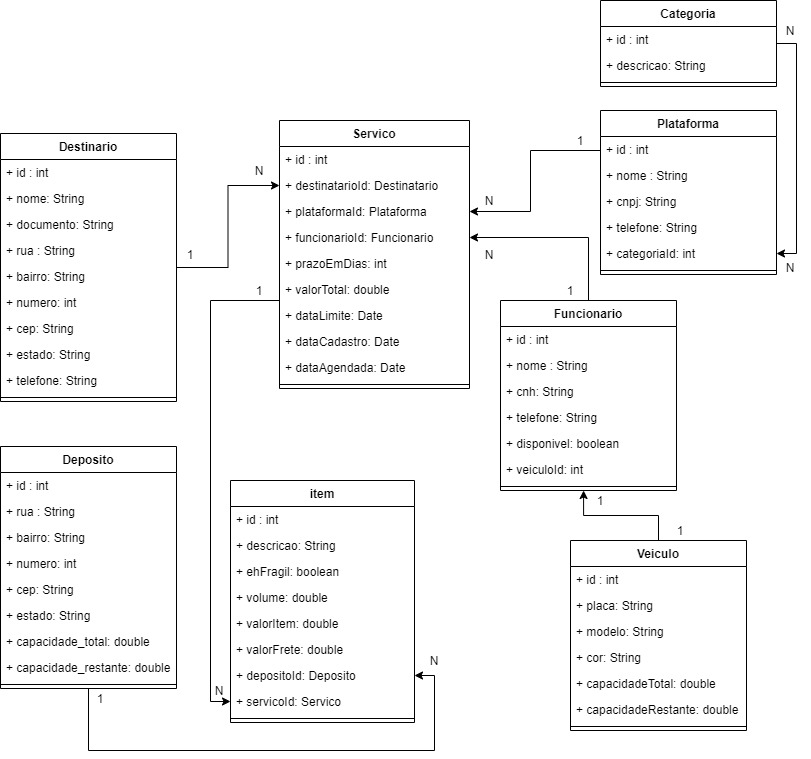 Categoria
+ id : int
+ descricao: String
N
N
Plataforma
+ id : int
+ nome : String
+ cnpj: String
+ telefone: String
+ categoriaId: int
1
N
Destinario
+ id : int
+ nome: String
+ documento: String
+ rua : String
+ bairro: String
+ numero: int
+ cep: String
+ estado: String
+ telefone: String
1
N
Servico
+ id : int
+ destinatarioId: Destinatario
+ plataformaId: Plataforma
+ funcionarioId: Funcionario
+ prazoEmDias: int
+ valorTotal: double
+ dataLimite: Date
+ dataCadastro: Date
+ dataAgendada: Date
1
N
N
1
Funcionario
+ id : int
+ nome : String
+ cnh: String
+ telefone: String
+ disponivel: boolean
+ veiculoId: int
1
1
Deposito
+ id : int
+ rua : String
+ bairro: String
+ numero: int
+ cep: String
+ estado: String
+ capacidade_total: double
+ capacidade_restante: double
1
N
item
+ id : int
+ descricao: String
+ ehFragil: boolean
+ volume: double
+ valorItem: double
+ valorFrete: double
+ depositoId: Deposito
+ servicoId: Servico
Veiculo
+ id : int
+ placa: String
+ modelo: String
+ cor: String
+ capacidadeTotal: double
+ capacidadeRestante: double